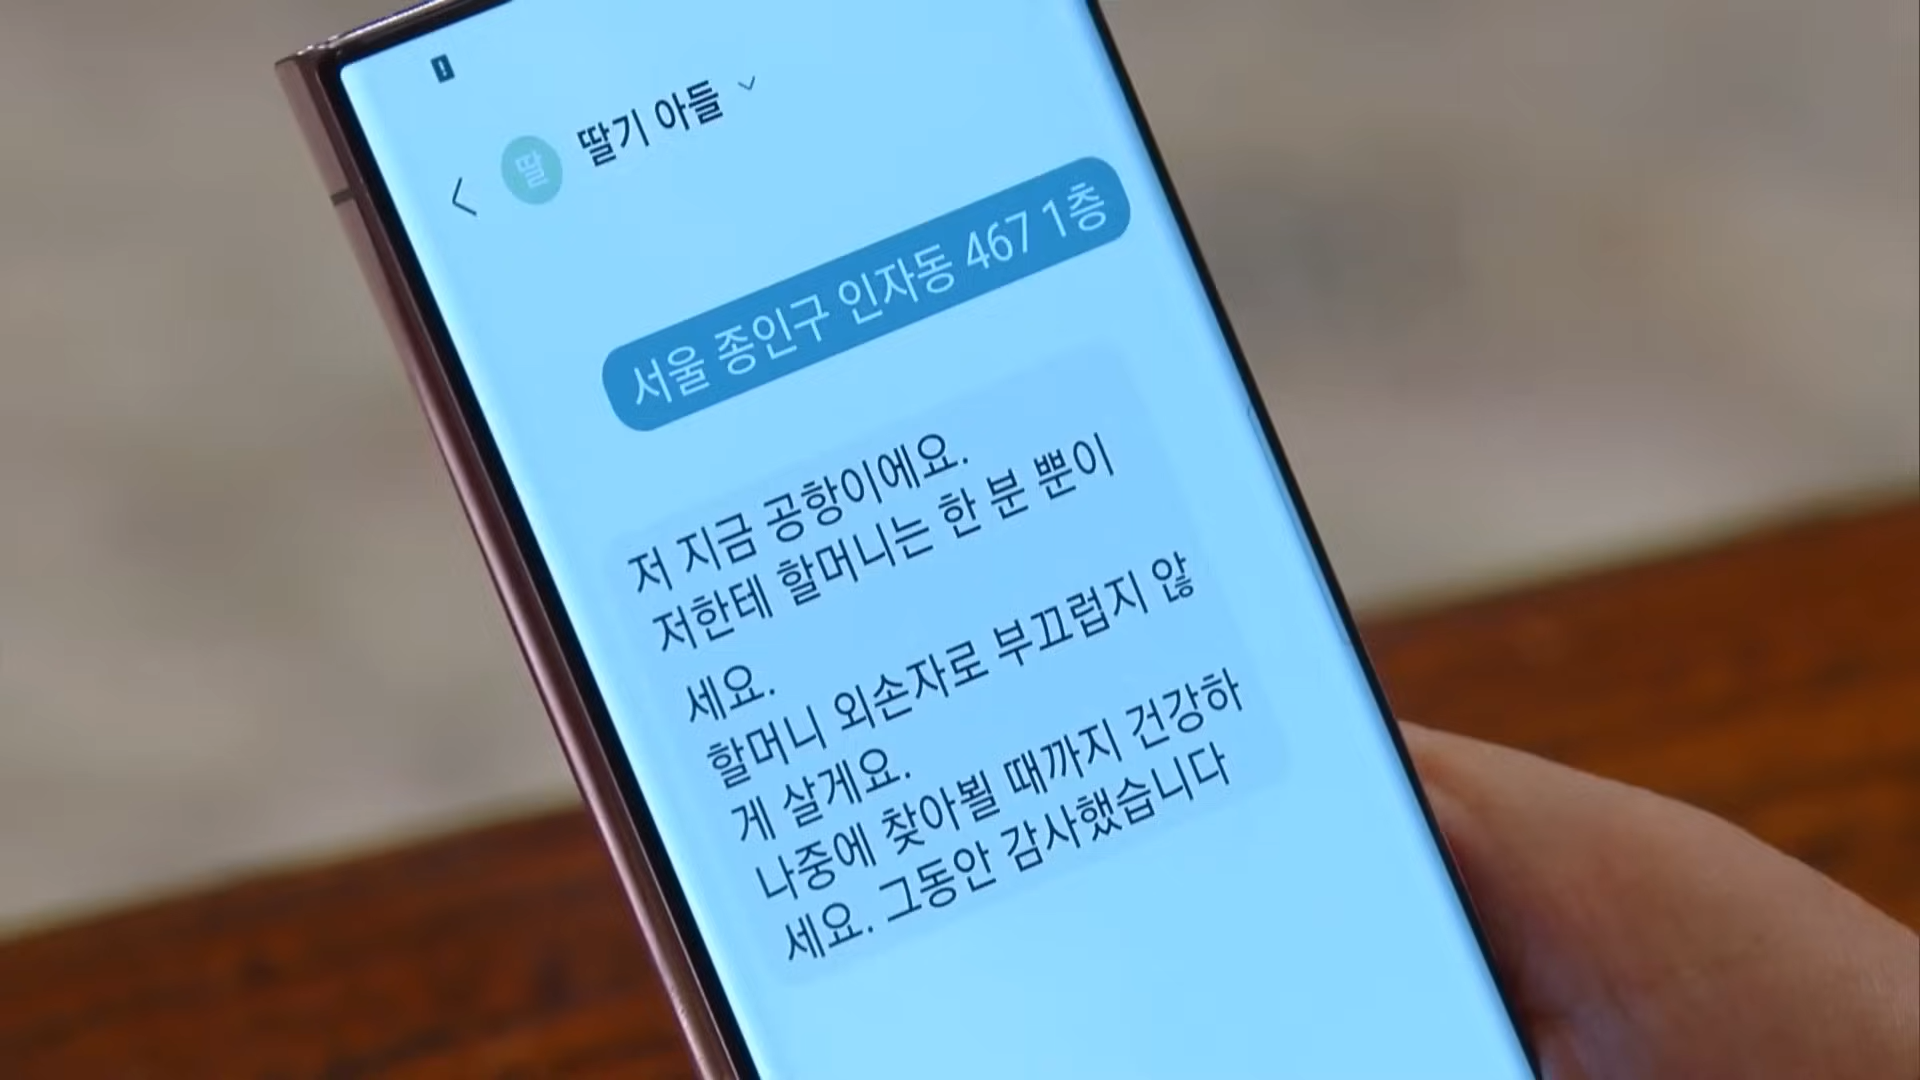 딸기 아들
딸
서울 종인구 인자동 467 1층
저 지금 공항이에요.
저한테 할머니는 한 분 뿐이
세요.
할머니 외손자로 부끄럽지 않
게 살게요.
나중에 찾아뵐 때까지 건강하
세요. 그동안 감사했습니다